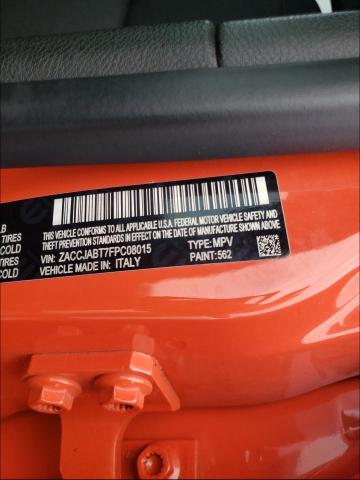 LB
TIRES
COLD
TIRES
COLD
THIS VEHICLE CONFORMS TO ALL APPLICABLE U.S.A. FEDERAL MOTOR VEHICLE SAFETY AND
THEFT PREVENTION STANDARDS IN EFFECT ON THE DATE OF MANUFACTURE SHOWN ABOVE
VIN: ZACCJABT7FPC08015 TYPE: MPV
VEHICLE MADE IN: ITALY PAINT: 562